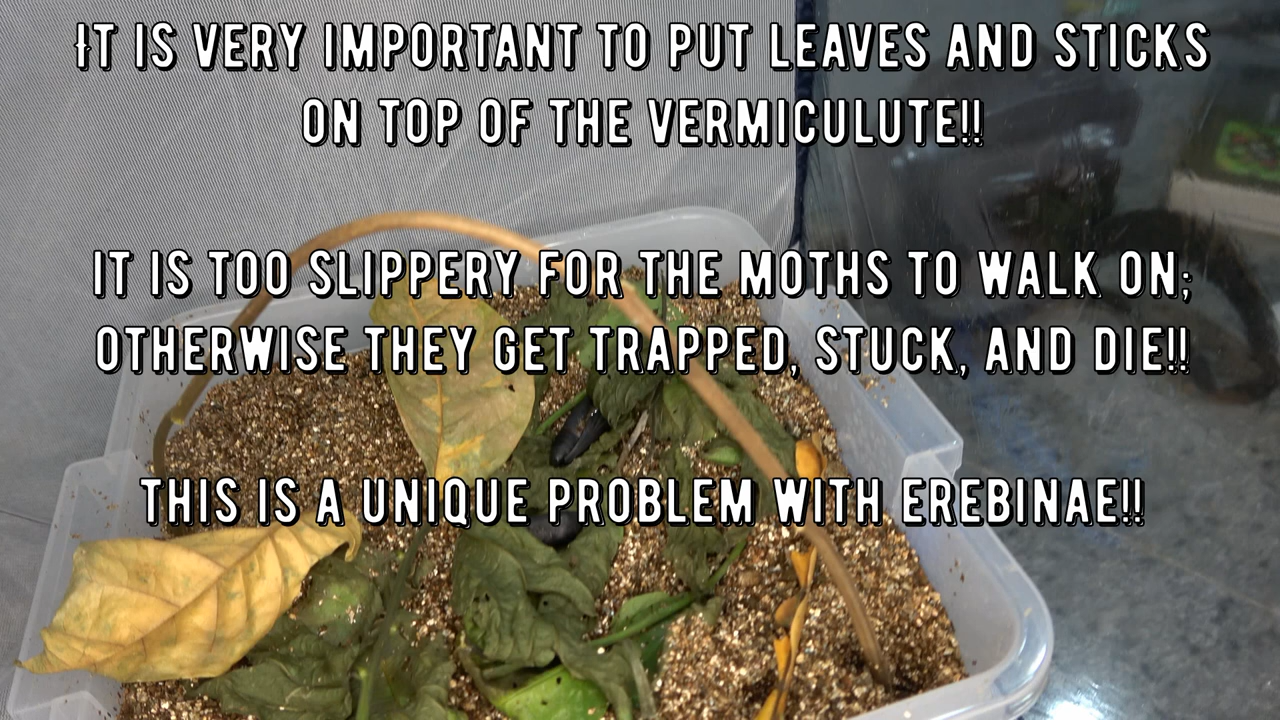 IT IS VERY IMPORTANT TO PUT LEAVES AND STICKS
ON TOP OF THE VERMICULUTE!!
IT IS TOO SLIPPERY FOR THE MOTHS TO WALK ON;
OTHERWISE THEY GET TRAPPED, STUCK, AND DIE!!
THIS IS A UNIQUE PROBLEM WITH EREBINAE!!